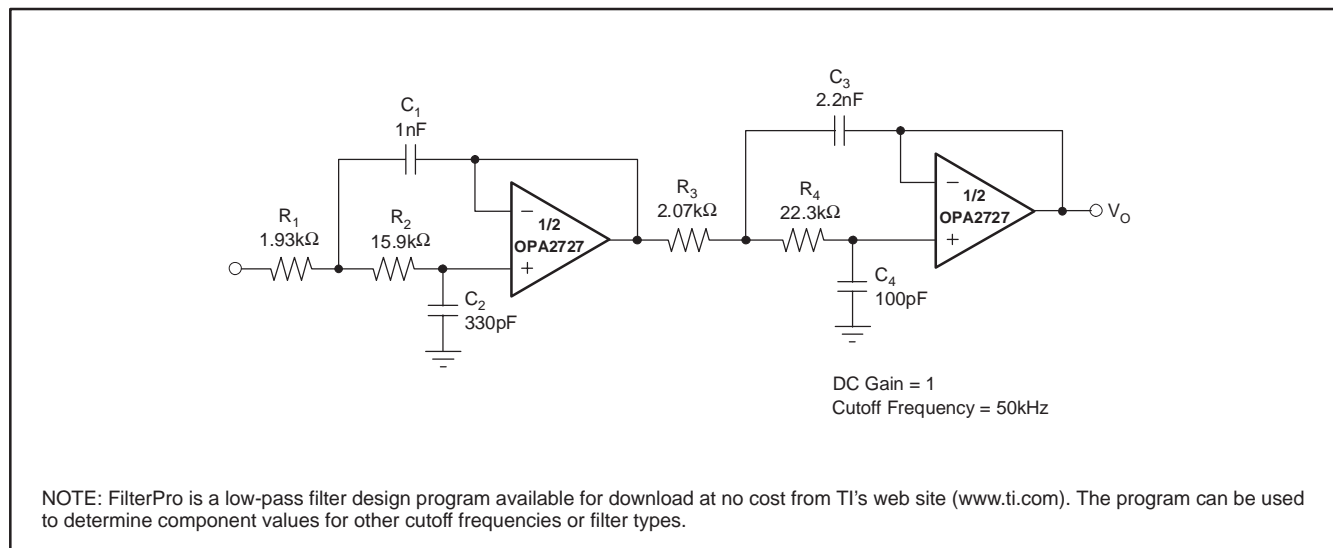 C3
2.2nF
C1
1nF
R3
2.07kΩ
R4
22.3kΩ
−
1/2
OPA2727
+
VO
R1
1.93kΩ
R2
15.9kΩ
−
1/2
OPA2727
+
C2
330pF
C4
100pF
DC Gain = 1
Cutoff Frequency = 50kHz
NOTE: FilterPro is a low-pass filter design program available for download at no cost from TI's web site (www.ti.com). The program can be used
to determine component values for other cutoff frequencies or filter types.